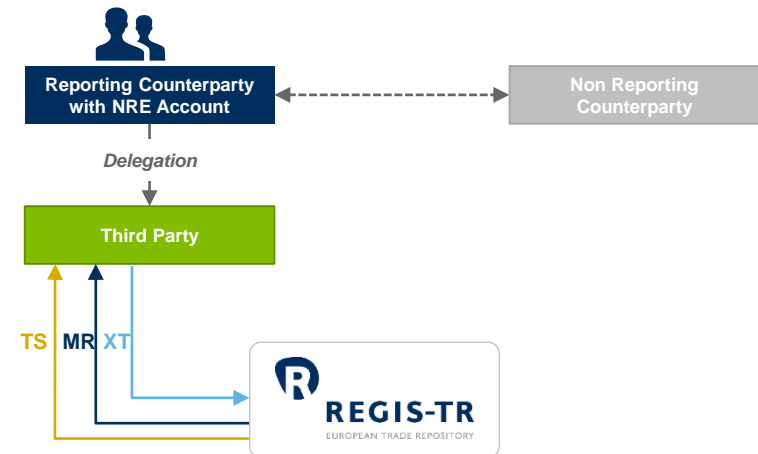 Reporting Counterparty
with NRE Account
Non Reporting
Counterparty
Delegation
Third Party
TS MR XT
R
REGIS-TR
EUROPEAN TRADE REPOSITORY